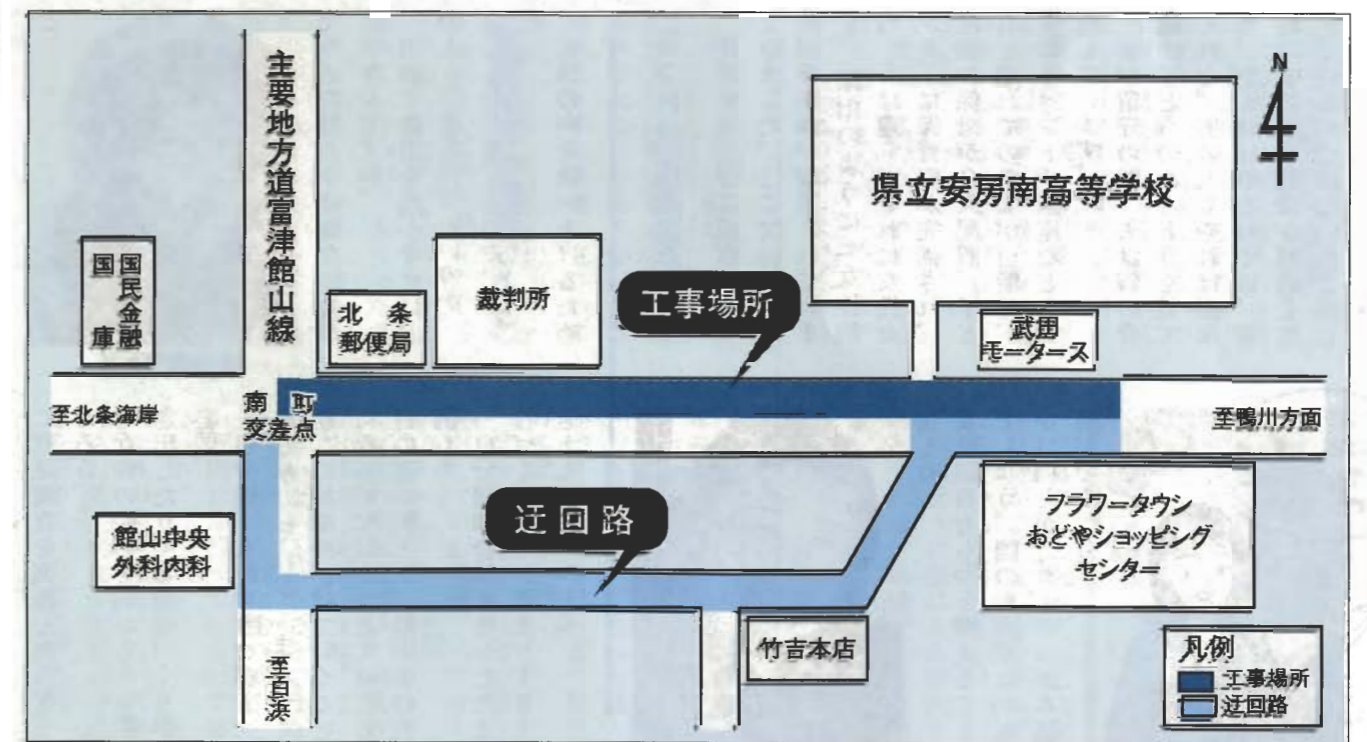 主要地方道富津館山線
N
県立安房南高等学校
国民金融
国庫
北条
郵便局
裁判所
工事場所
武田
モータース
至北条海岸
南町
交差点
至鴨川方面
館山中央
外科内科
迂回路
フラワータウン
おどやショッピング
センター
竹吉本店
至白浜
凡例
工事場所
迂回路